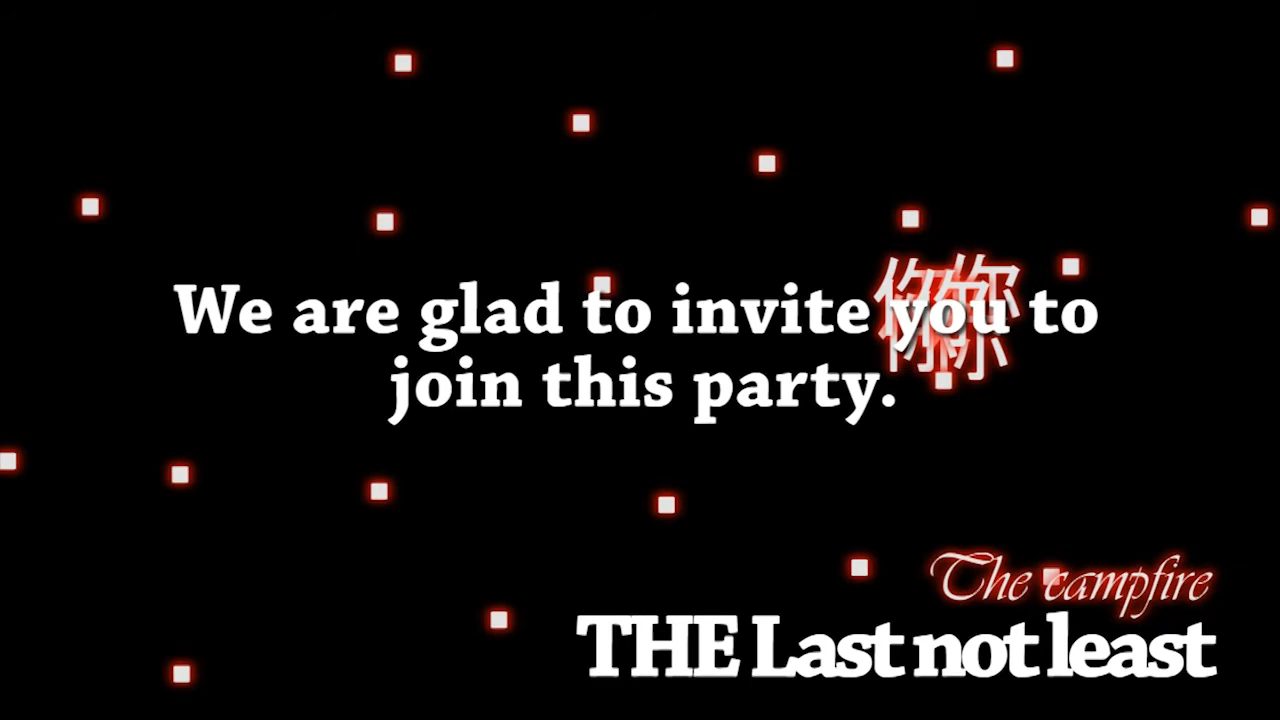 We are glad to invite you to
join this party.
The campfire
THE Last not least